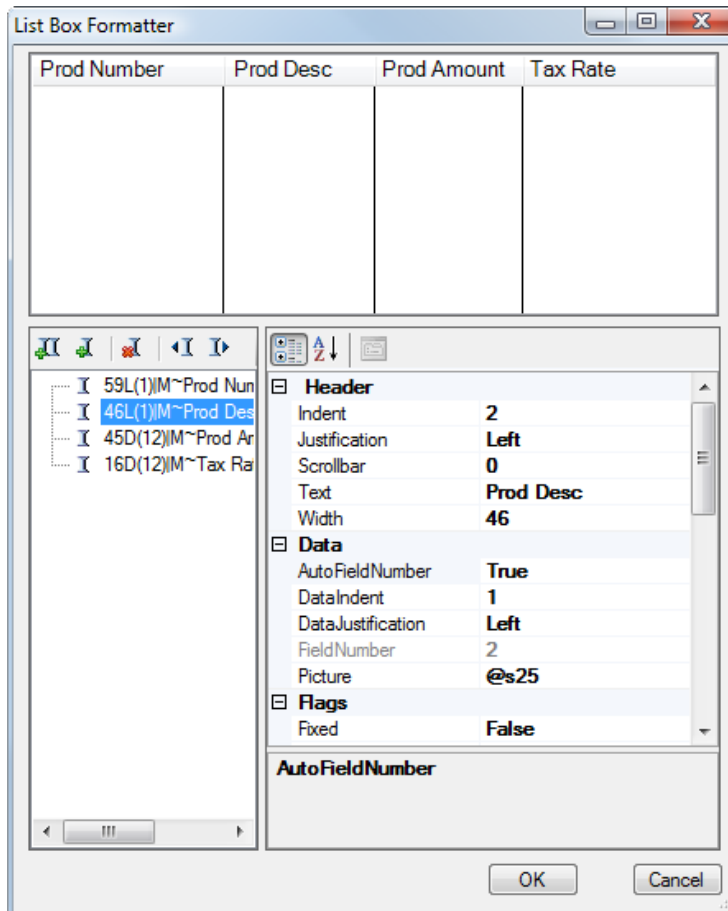 List Box Formatter
Prod Number Prod Desc Prod Amount Tax Rate
59L(1)|M~Prod Num
46L(1)|M~Prod Des
45D(12)|M~Prod Ar
16D(12)|M~Tax Ra
Header
Indent 2
Justification Left
Scrollbar 0
Text Prod Desc
Width 46
Data
AutoFieldNumber True
DataIndent 1
DataJustification Left
FieldNumber 2
Picture @s25
Flags
Fixed False
AutoFieldNumber
OK Cancel